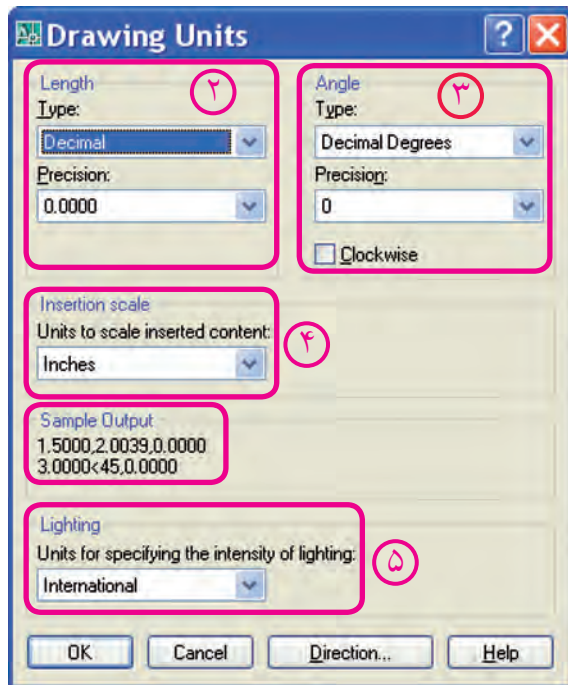 Drawing Units
Length
Type:
Decimal
Precision:
0.0000
۲
Angle
Type:
Decimal Degrees
Precision:
0
Clockwise
۳
Insertion scale
Units to scale inserted content:
Inches
۴
Sample Output
1.5000,2.0039,0.0000
3.0000<45,0.0000
Lighting
Units for specifying the intensity of lighting:
International
۵
OK Cancel Direction... Help